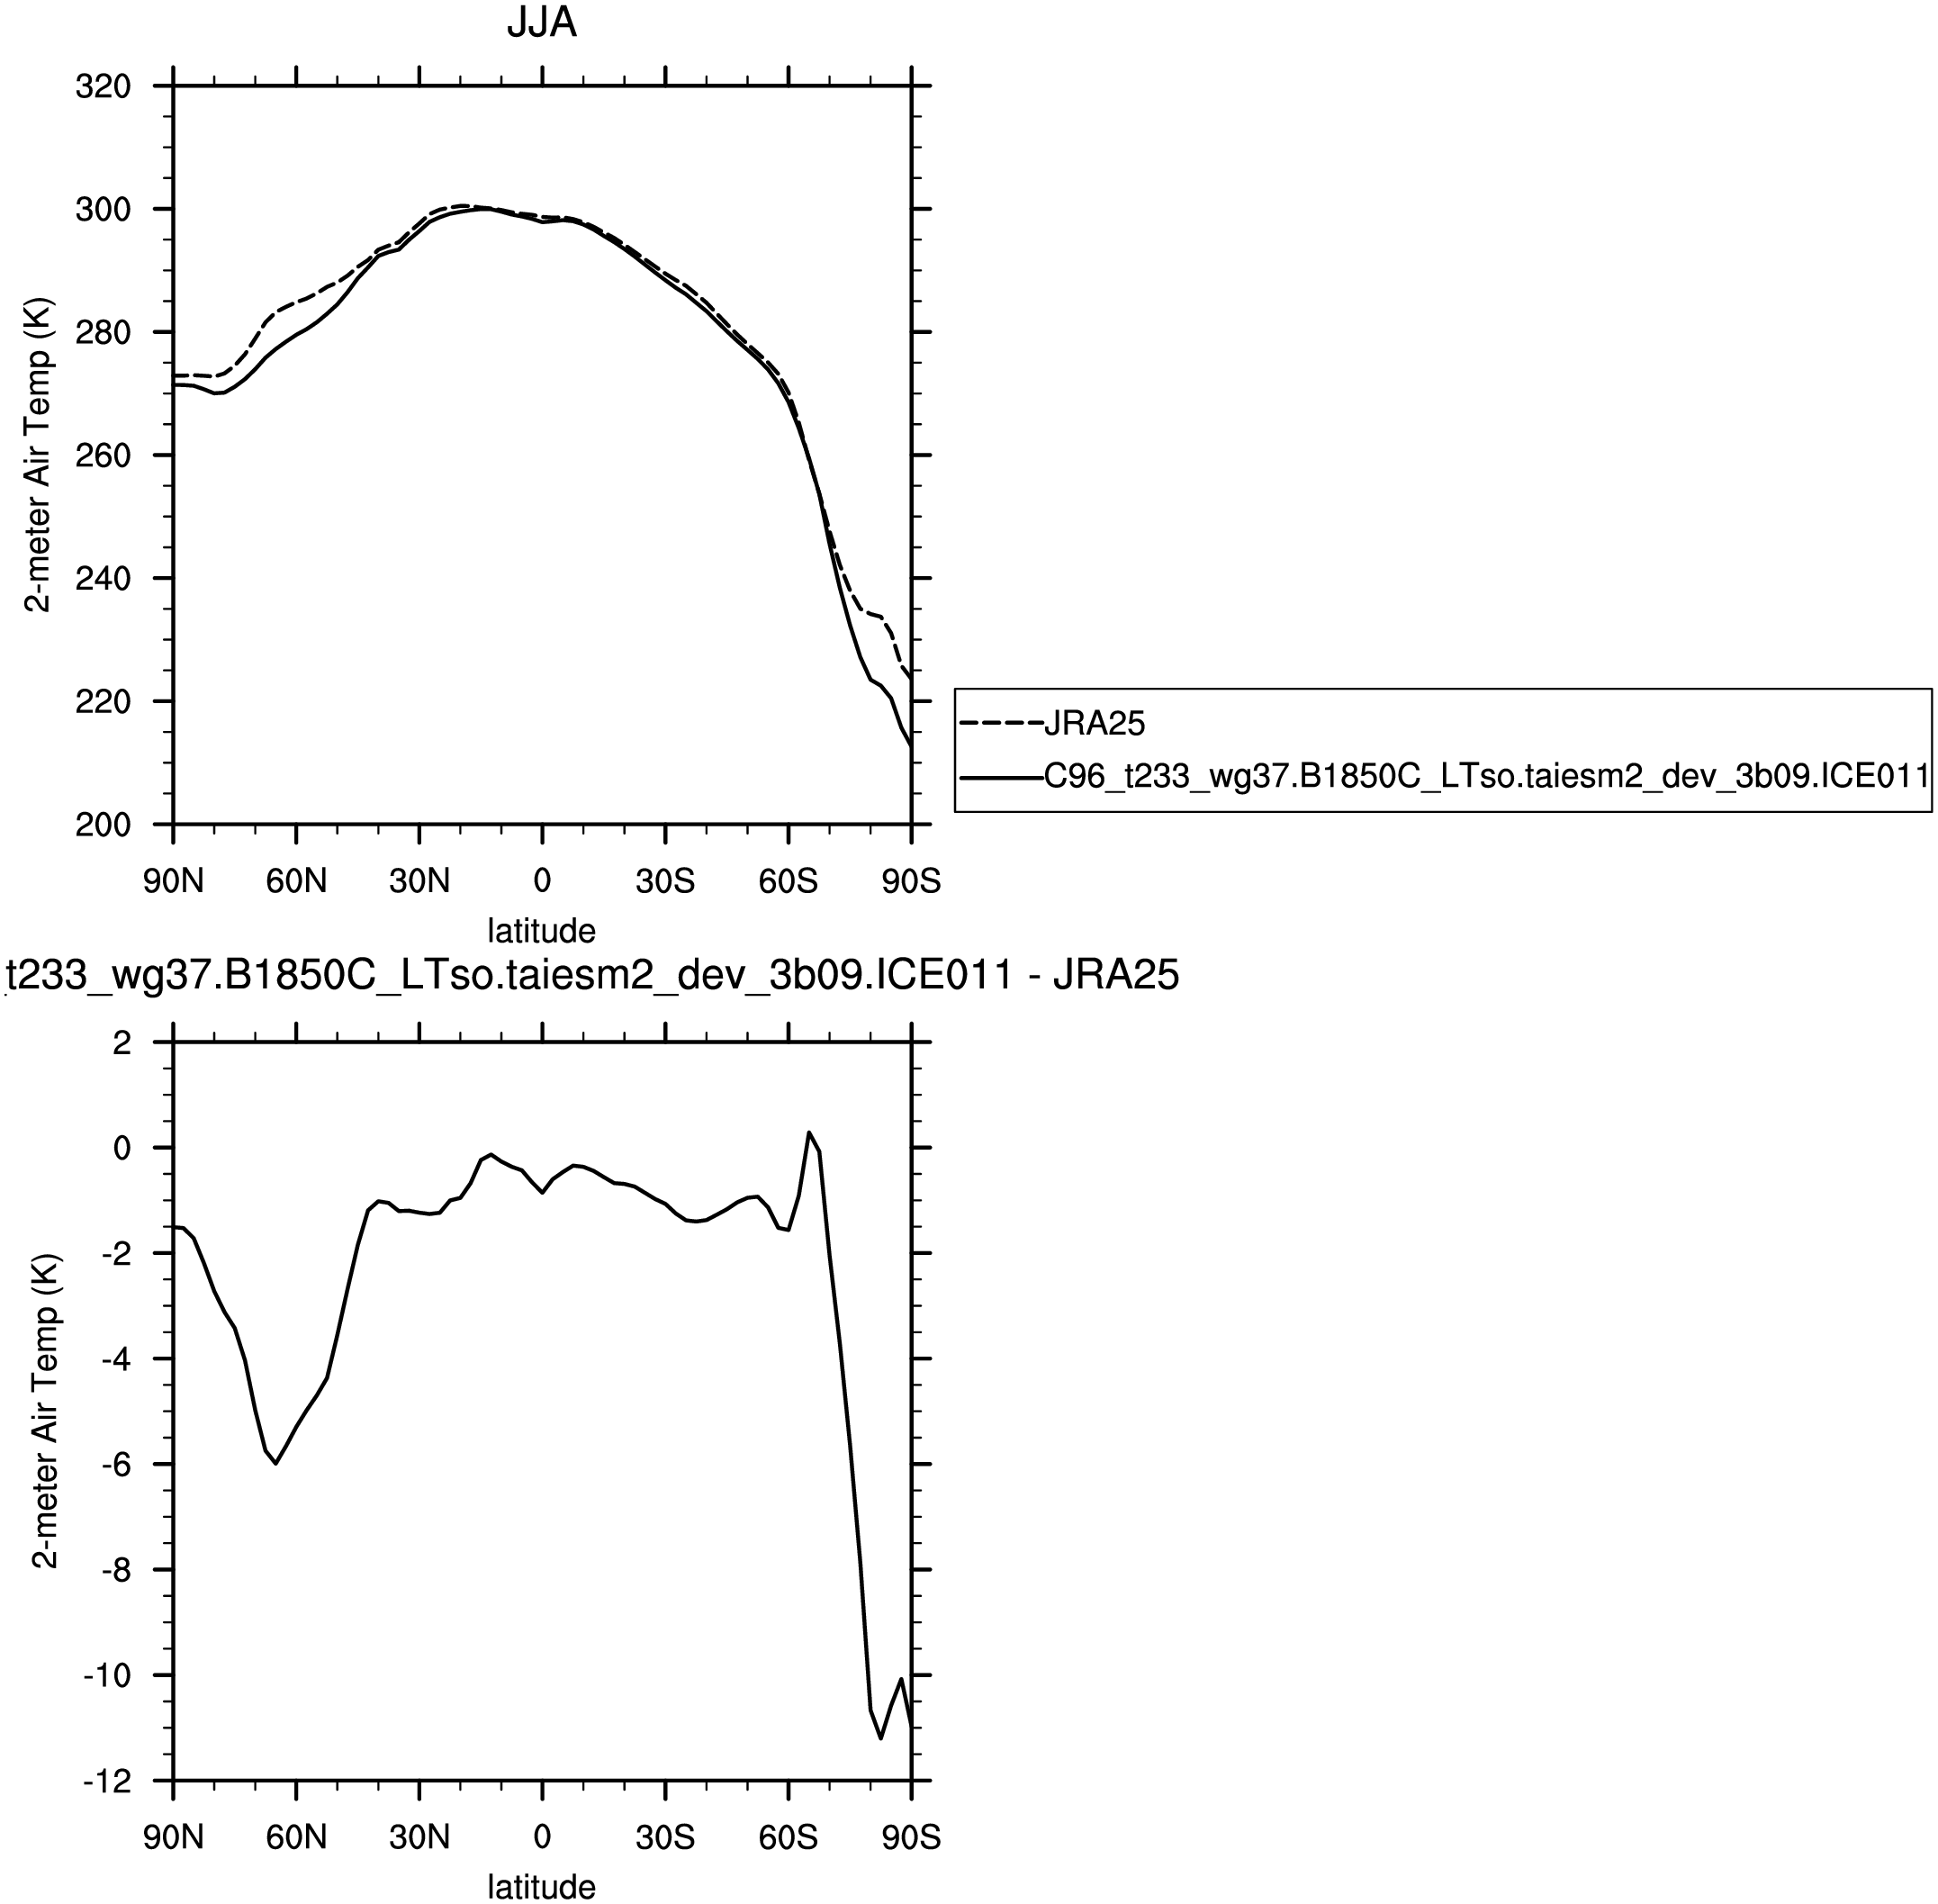 JJA
320
300
280
260
240
220
200
2-meter Air Temp (K)
90N 60N 30N 0 30S 60S 90S
latitude
JRA25
C96_t233_wg37.B1850C_LTso.taiesm2_dev_3b09.ICE011
t233_wg37.B1850C_LTso.taiesm2_dev_3b09.ICE011 - JRA25
2
0
-2
-4
-6
-8
-10
-12
2-meter Air Temp (K)
90N 60N 30N 0 30S 60S 90S
latitude